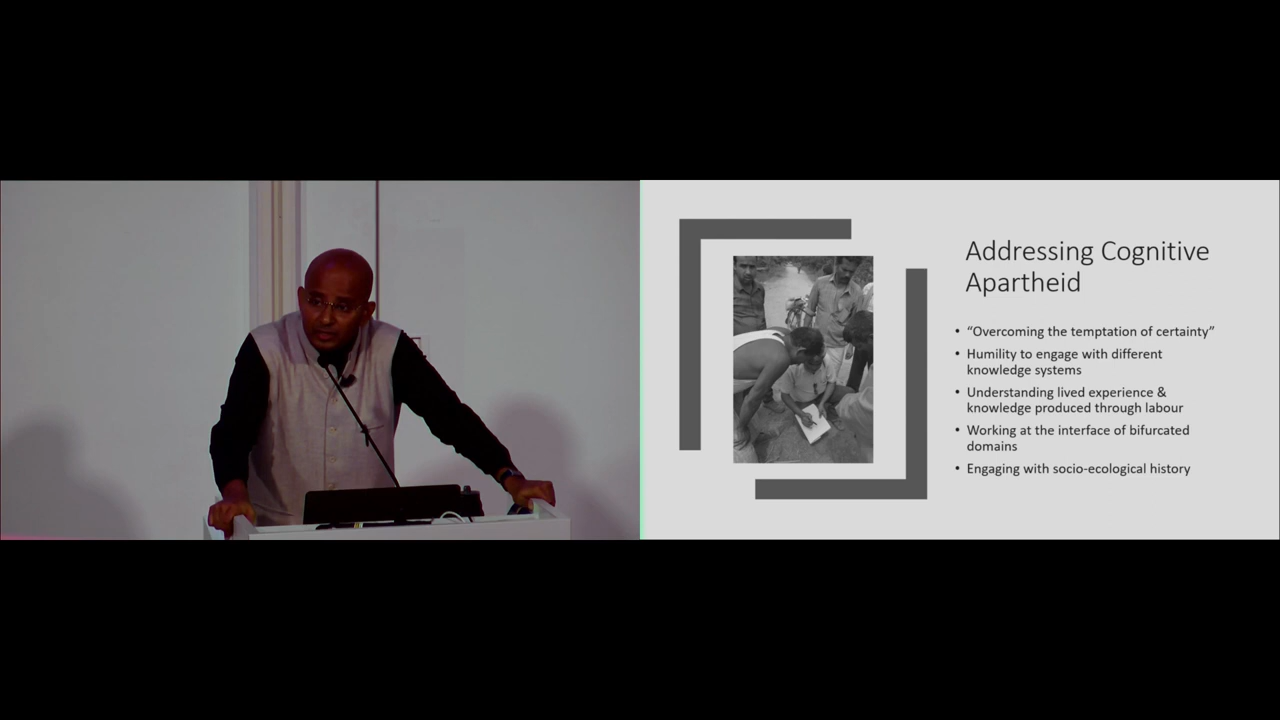 Addressing Cognitive
Apartheid
• “Overcoming the temptation of certainty”
• Humility to engage with different
knowledge systems
• Understanding lived experience &
knowledge produced through labour
• Working at the interface of bifurcated
domains
• Engaging with socio-ecological history